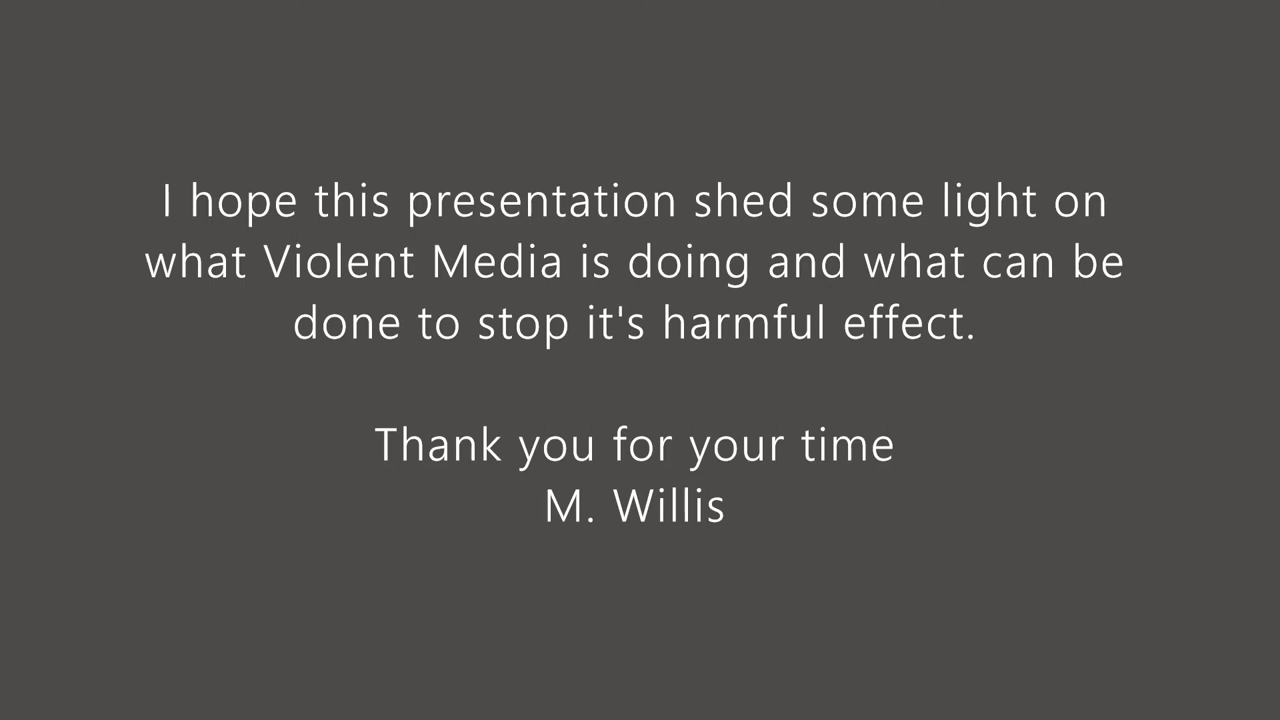 I hope this presentation shed some light on
what Violent Media is doing and what can be
done to stop it's harmful effect.
Thank you for your time
M. Willis